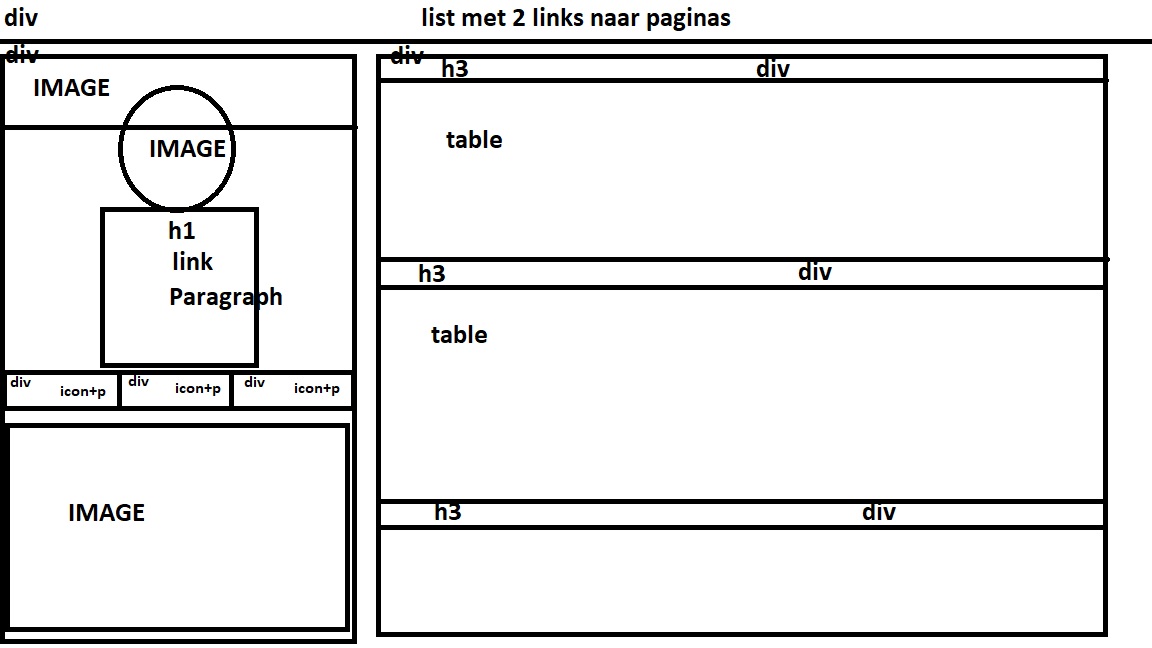 div
list met 2 links naar paginas
div
IMAGE
IMAGE
h1
link
Paragraph
div
icon+p
div
icon+p
div
icon+p
IMAGE
div
h3
div
table
h3
div
table
h3
div